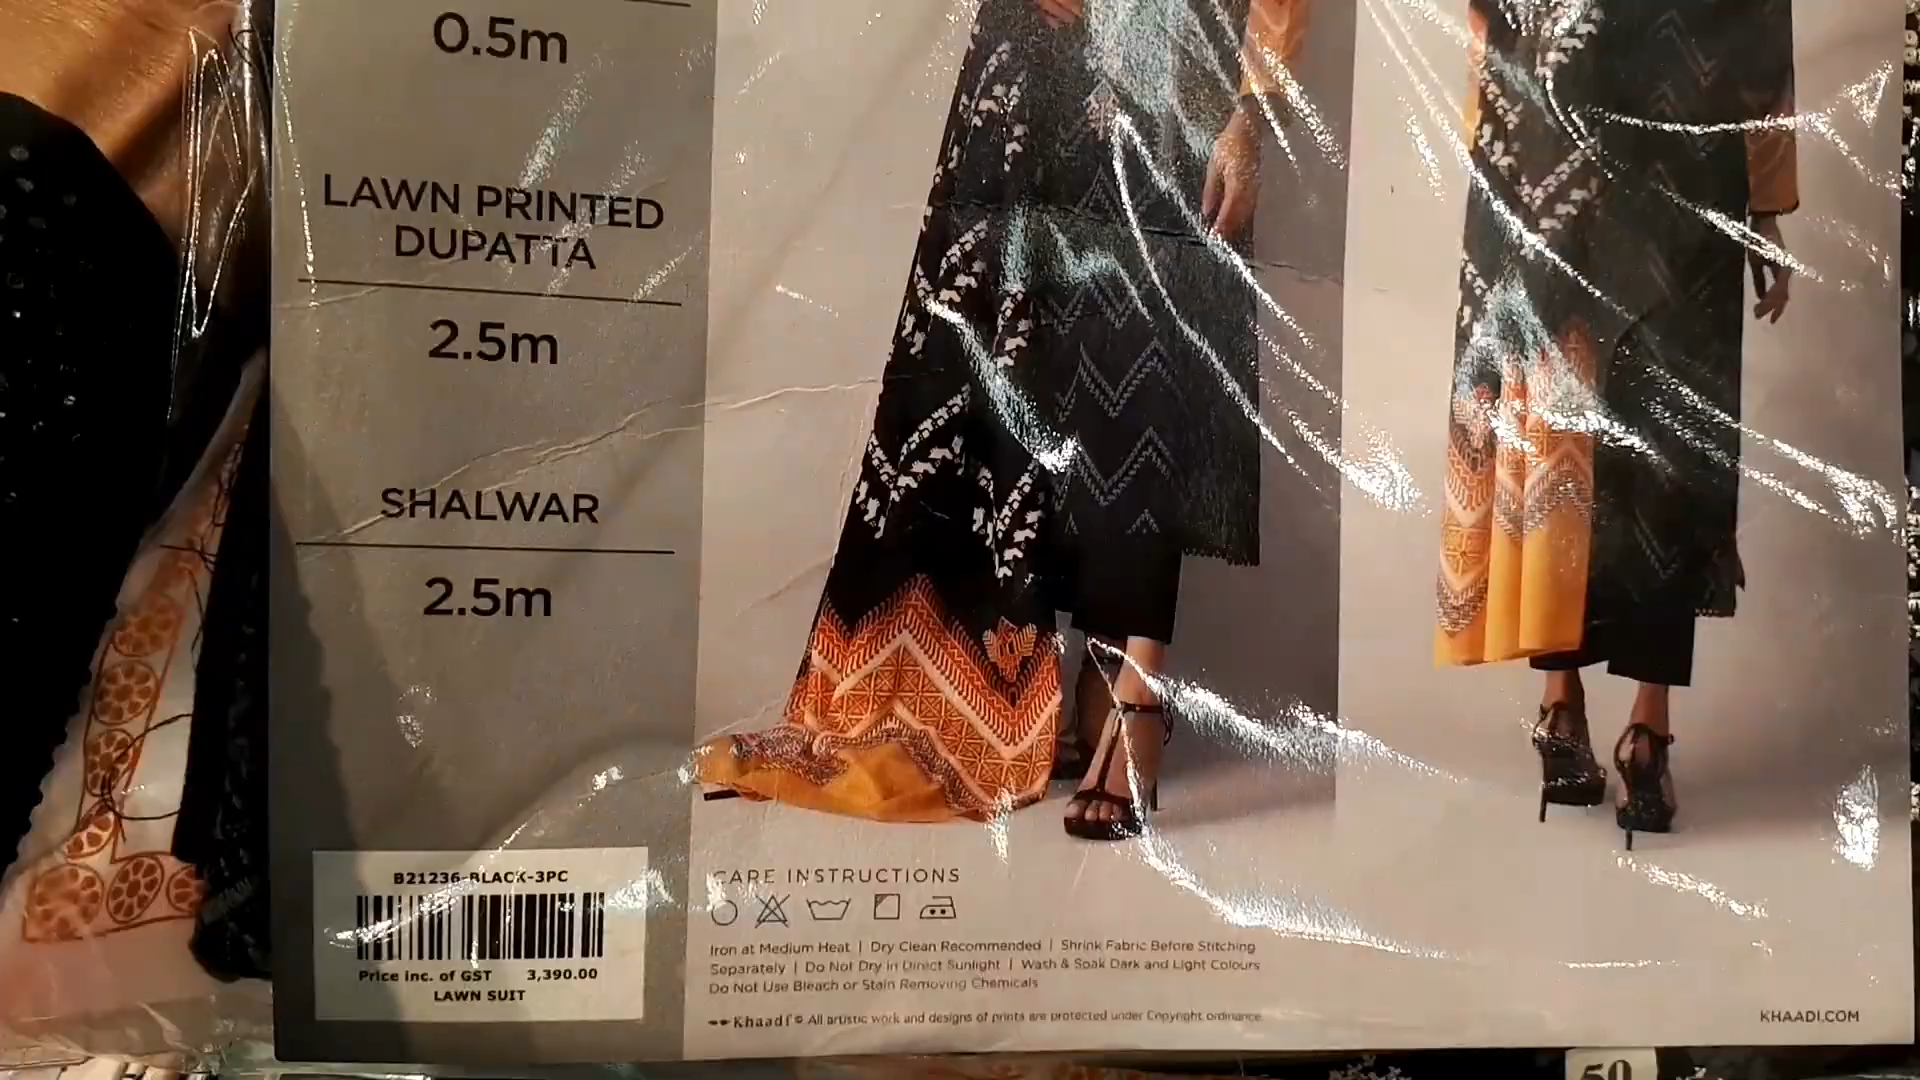 0.5m
LAWN PRINTED
DUPATTA
2.5m
SHALWAR
2.5m
B21236-BLACK-3PC
Price inc. of GST 3,390.00
LAWN SUIT
CARE INSTRUCTIONS
Iron at Medium Heat | Dry Clean Recommended | Shrink Fabric Before Stitching
Separately | Do Not Dry in Direct Sunlight | Wash & Soak Dark and Light Colours
Do Not Use Bleach or Stain Removing Chemicals
Khaadi © All artistic work and designs of prints are protected under Copyright ordinance.
KHAADI.COM
50